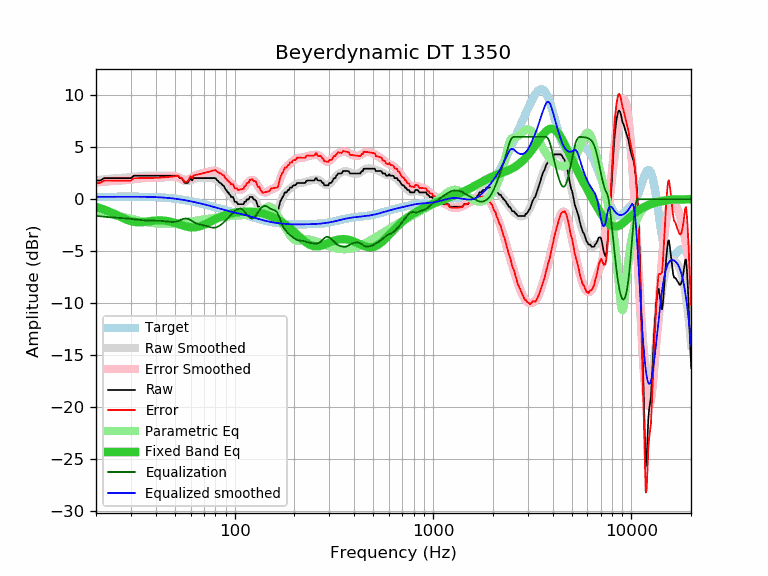 Beyerdynamic DT 1350
Amplitude (dBr)
10
5
0
−5
−10
−15
−20
−25
−30
Target
Raw Smoothed
Error Smoothed
Raw
Error
Parametric Eq
Fixed Band Eq
Equalization
Equalized smoothed
100 1000 10000
Frequency (Hz)